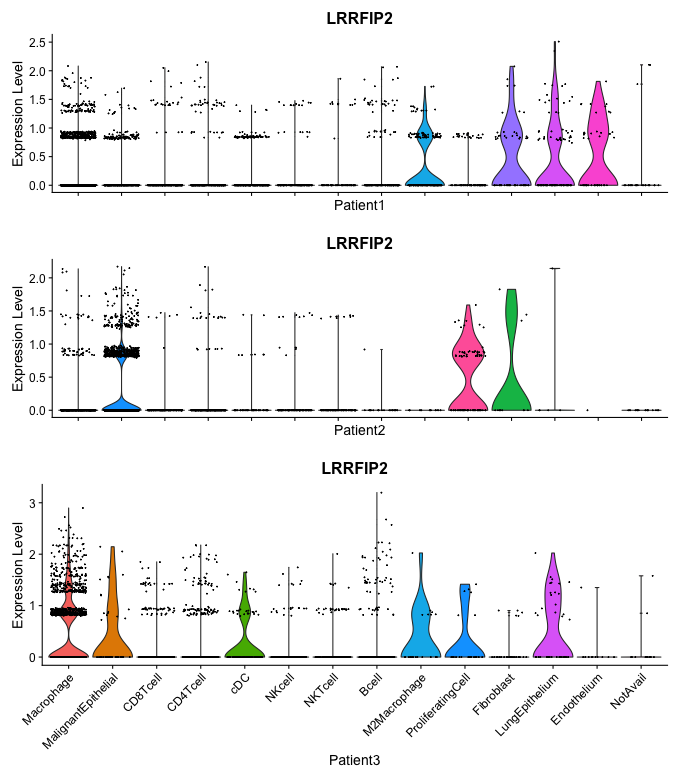 LRRFIP2
Expression Level
2.5
2.0
1.5
1.0
0.5
0.0
Patient1
LRRFIP2
Expression Level
2.0
1.5
1.0
0.5
0.0
Patient2
LRRFIP2
Expression Level
3
2
1
0
Macrophage
MalignantEpithelial
CD8Tcell
CD4Tcell
cDC
NKcell
NKTcell
Bcell
M2Macrophage
ProliferatingCell
Fibroblast
LungEpithelium
Endothelium
NotAvail
Patient3